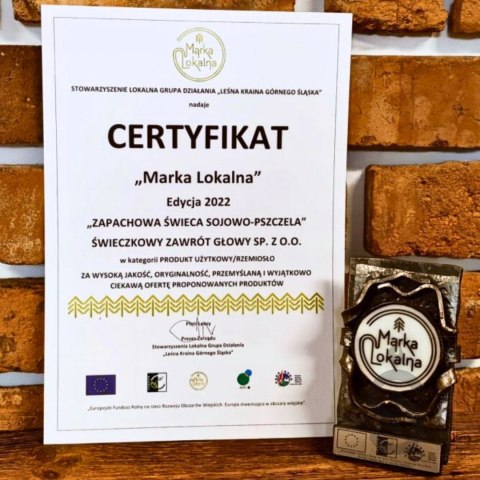 Marka
Lokalna
STOWARZYSZENIE LOKALNA GRUPA DZIAŁANIA „LEŚNA KRAINA GÓRNEGO ŚLĄSKA”
nadaje
CERTYFIKAT
„Marka Lokalna”
Edycja 2022
„ZAPACHOWA ŚWIECA SOJOWO-PSZCZELA”
ŚWIECZKOWY ZAWRÓT GŁOWY SP. Z O.O.
w kategorii PRODUKT UŻYTKOWY/RZEMIOSŁO
ZA WYSOKĄ JAKOŚĆ, ORYGINALNOŚĆ, PRZEMYŚLANĄ I WYJĄTKOWO
CIEKAWĄ OFERTĘ PROPONOWANYCH PRODUKTÓW
Prezes Zarządu
Stowarzyszenia Lokalna Grupa Działania
„Leśna Kraina Górnego Śląska”
„Europejski Fundusz Rolny na rzecz Rozwoju Obszarów Wiejskich: Europa inwestująca w obszary wiejskie”.
Marka
Lokalna